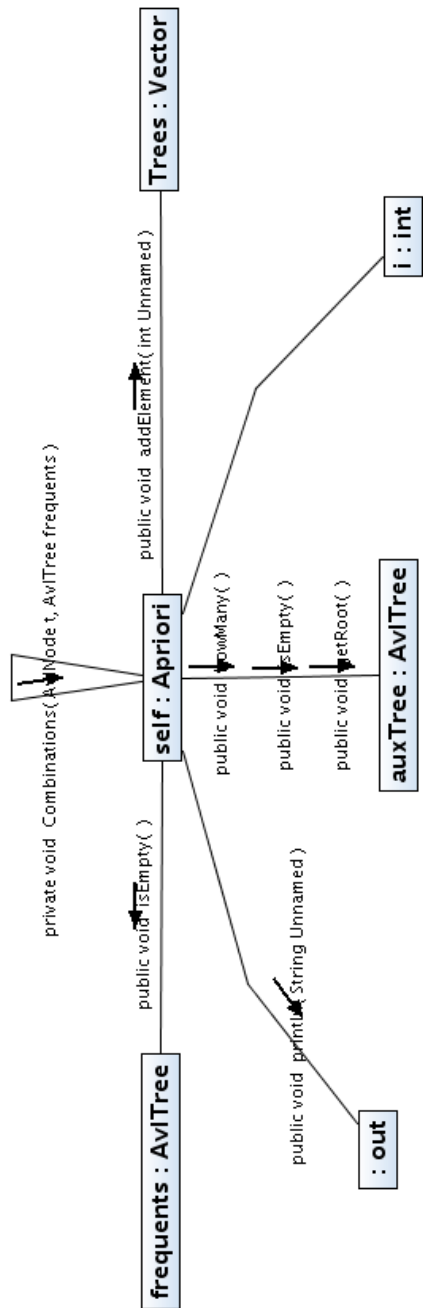 private void Combinations( AvlNode t, AvlTree frequents )
public void isEmpty( )
public void addElement( int Unnamed )
frequents : AvlTree
self : Apriori
Trees : Vector
public void howMany( )
public void isEmpty( )
public void println( String Unnamed )
public void getRoot( )
: out
auxTree : AvlTree
i : int